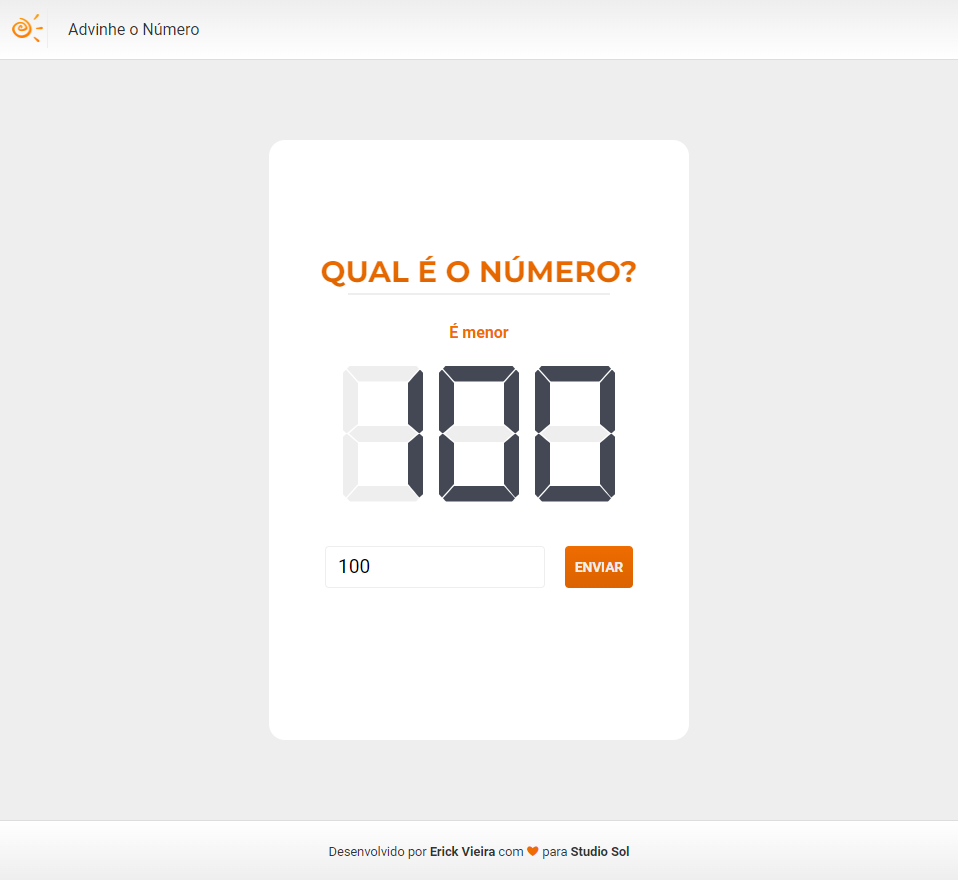 Advinhe o Número
QUAL É O NÚMERO?
É menor
100
100
ENVIAR
Desenvolvido por Erick Vieira com ❤ para Studio Sol